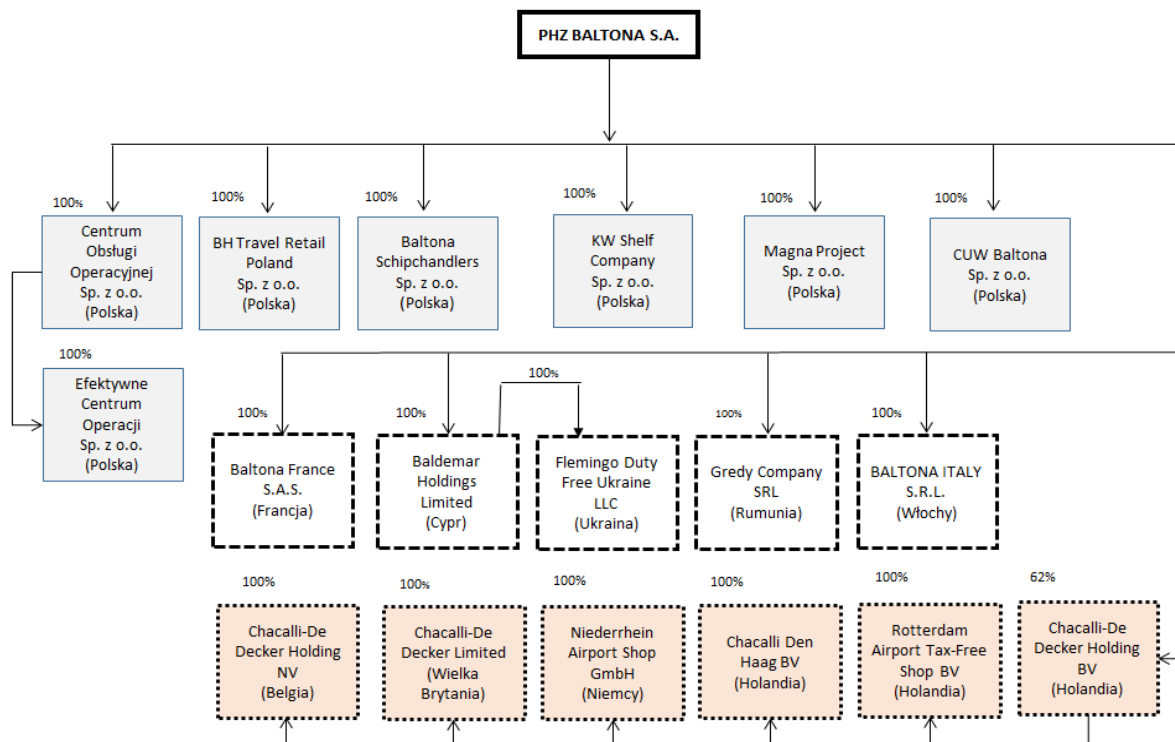 PHZ BALTONA S.A.
100%
100%
100%
100%
100%
100%
Centrum
Obsługi
Operacyjnej
Sp. z o.o.
(Polska)
BH Travel Retail
Poland
Sp. z o.o.
(Polska)
Baltona
Schipchandlers
Sp. z o.o.
(Polska)
KW Shelf
Company
Sp. z o.o.
(Polska)
Magna Project
Sp. z o.o.
(Polska)
CUW Baltona
Sp. z o.o.
(Polska)
100%
Efektywne
Centrum
Operacji
Sp. z o.o.
(Polska)
100%
100%
100%
100%
100%
Baltona France
S.A.S.
(Francja)
Baldemar
Holdings
Limited
(Cypr)
Flemingo Duty
Free Ukraine
LLC
(Ukraina)
Gredy Company
SRL
(Rumunia)
BALTONA ITALY
S.R.L.
(Włochy)
100%
100%
100%
100%
100%
62%
Chacalli-De
Decker Holding
NV
(Belgia)
Chacalli-De
Decker Limited
(Wielka
Brytania)
Niederrhein
Airport Shop
GmbH
(Niemcy)
Chacalli Den
Haag BV
(Holandia)
Rotterdam
Airport Tax-Free
Shop BV
(Holandia)
Chacalli-De
Decker Holding
BV
(Holandia)